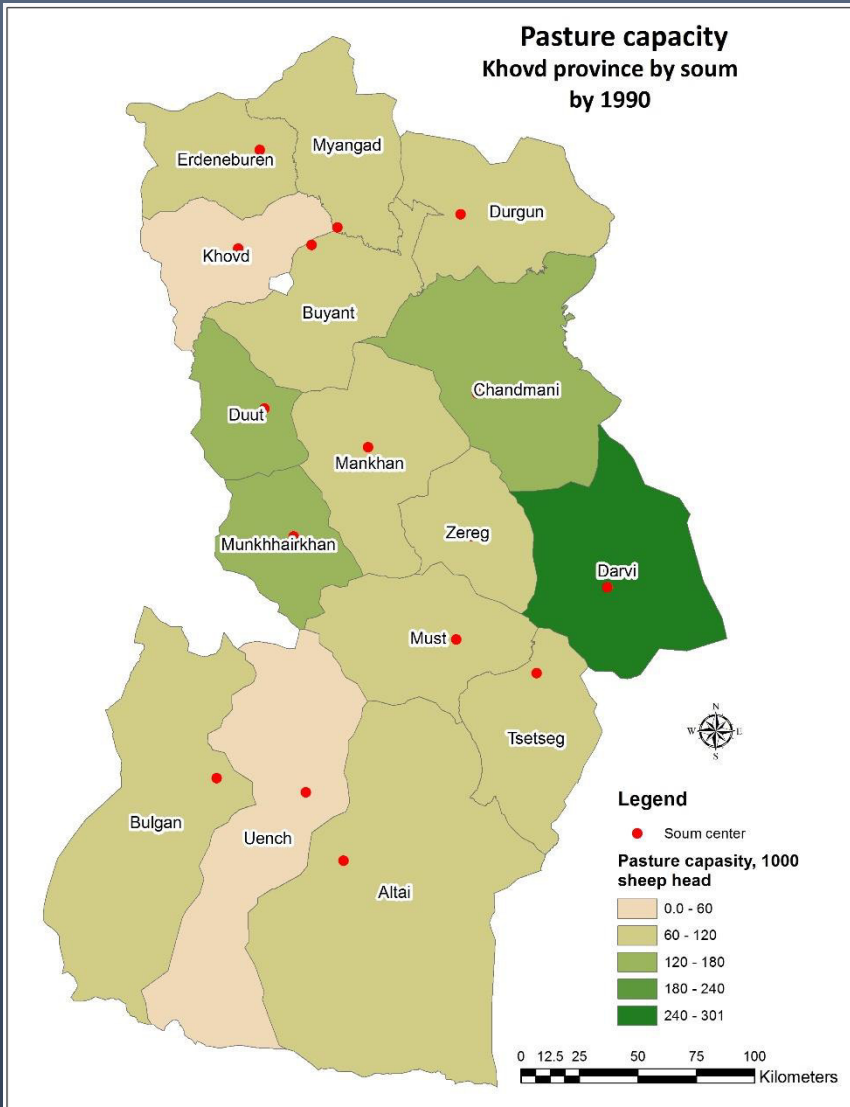 Pasture capacity
Khovd province by soum
by 1990
Myangad
Erdeneburen
Durgun
Khovd
Buyant
Chandmani
Duut
Mankhan
Zereg
Munkhhairkhan
Darvi
Must
Tsetseg
Bulgan
Uench
Altai
N
W E
S
Legend
Soum center
Pasture capasity, 1000
sheep head
0.0 - 60
60 - 120
120 - 180
180 - 240
240 - 301
0 12.5 25 50 75 100
Kilometers